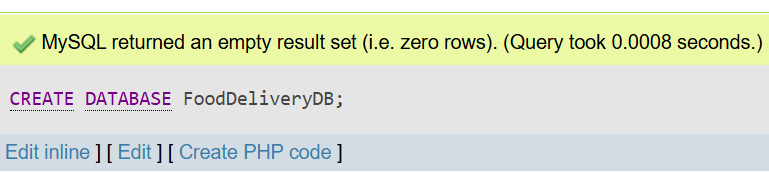 MySQL returned an empty result set (i.e. zero rows). (Query took 0.0008 seconds.)
CREATE DATABASE FoodDeliveryDB;
Edit inline ] [ Edit ] [ Create PHP code ]